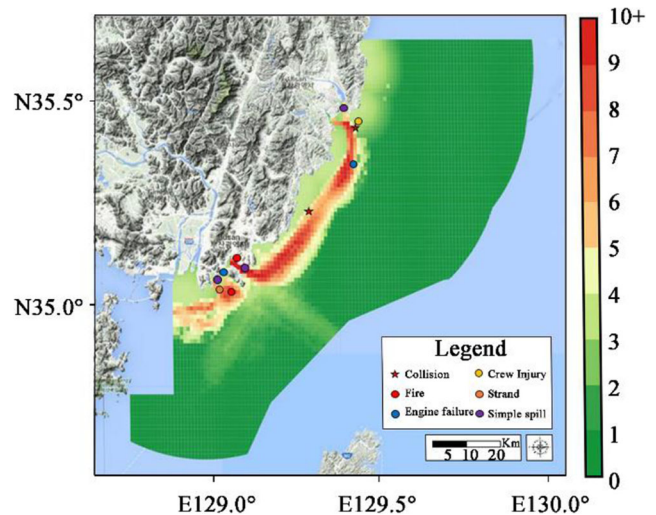 10+
9
8
7
6
5
4
3
2
1
0
N35.5°
N35.0°
Legend
Collision
Crew Injury
Fire
Strand
Engine failure
Simple spill
Km
5 10 20
E129.0°
E129.5°
E130.0°